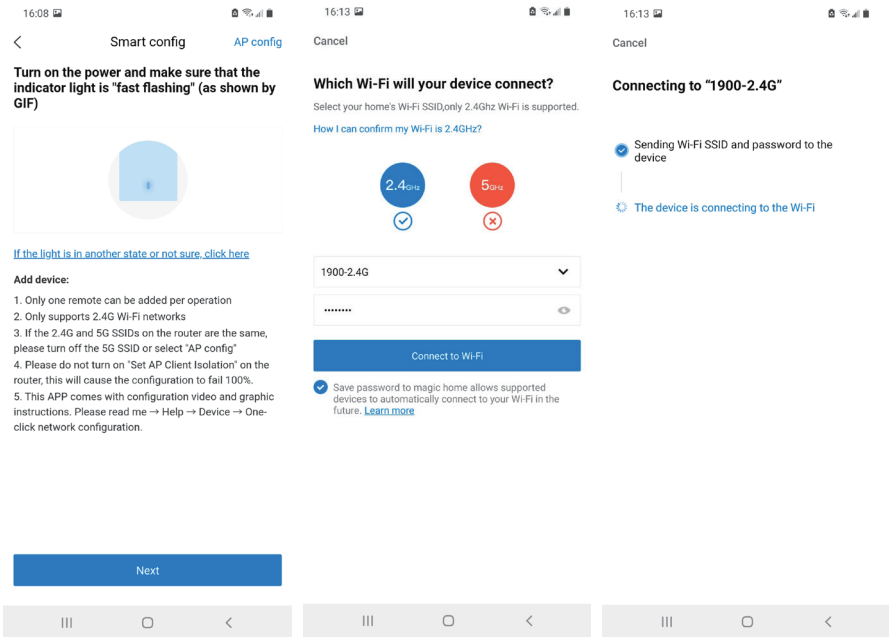 16:08
Smart config
AP config
Turn on the power and make sure that the
indicator light is "fast flashing" (as shown by
GIF)
If the light is in another state or not sure, click here
Add device:
1. Only one remote can be added per operation
2. Only supports 2.4G Wi-Fi networks
3. If the 2.4G and 5G SSIDs on the router are the same,
please turn off the 5G SSID or select "AP config"
4. Please do not turn on "Set AP Client Isolation" on the
router, this will cause the configuration to fail 100%.
5. This APP comes with configuration video and graphic
instructions. Please read me → Help → Device → One-
click network configuration.
Next
16:13
Cancel
Which Wi-Fi will your device connect?
Select your home's Wi-Fi SSID,only 2.4Ghz Wi-Fi is supported.
How I can confirm my Wi-Fi is 2.4GHz?
2.4GHz
5GHz
1900-2.4G
••••••••
Connect to Wi-Fi
Save password to magic home allows supported
devices to automatically connect to your Wi-Fi in the
future. Learn more
16:13
Cancel
Connecting to “1900-2.4G”
Sending Wi-Fi SSID and password to the
device
The device is connecting to the Wi-Fi